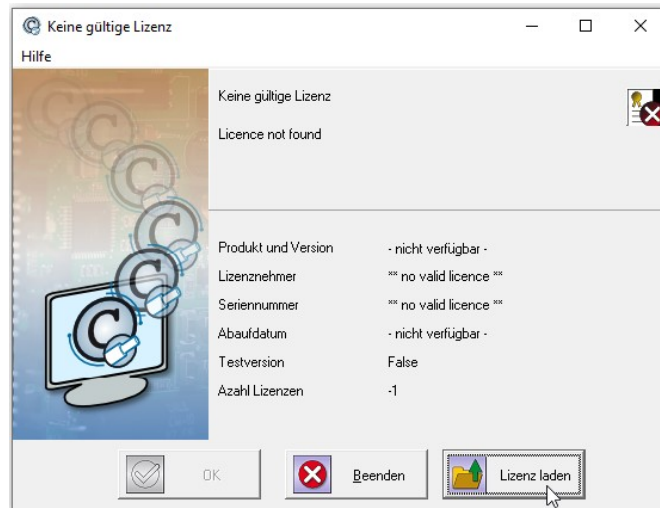 Keine gültige Lizenz
Hilfe
Keine gültige Lizenz
Licence not found
Produkt und Version - nicht verfügbar -
Lizenznehmer ** no valid licence **
Seriennummer ** no valid licence **
Abaufdatum - nicht verfügbar -
Testversion False
Azahl Lizenzen -1
OK Beenden Lizenz laden